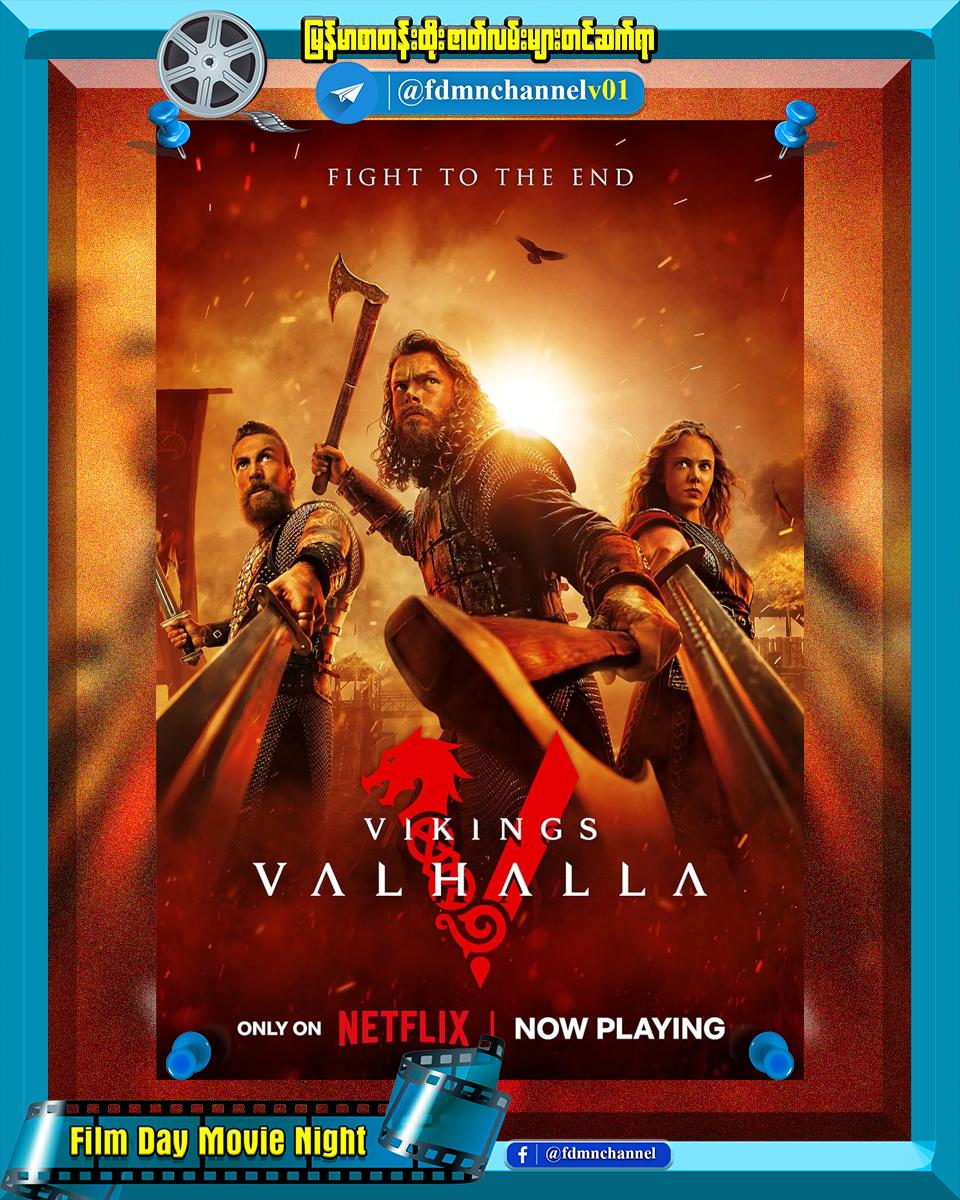 မြန်မာစာတန်းထိုးဇာတ်လမ်းများတင်ဆက်ရာ
@fdmnchannelv01
FIGHT TO THE END
VIKINGS
VALHALLA
ONLY ON NETFLIX | NOW PLAYING
Film Day Movie Night
f | @fdmnchannel